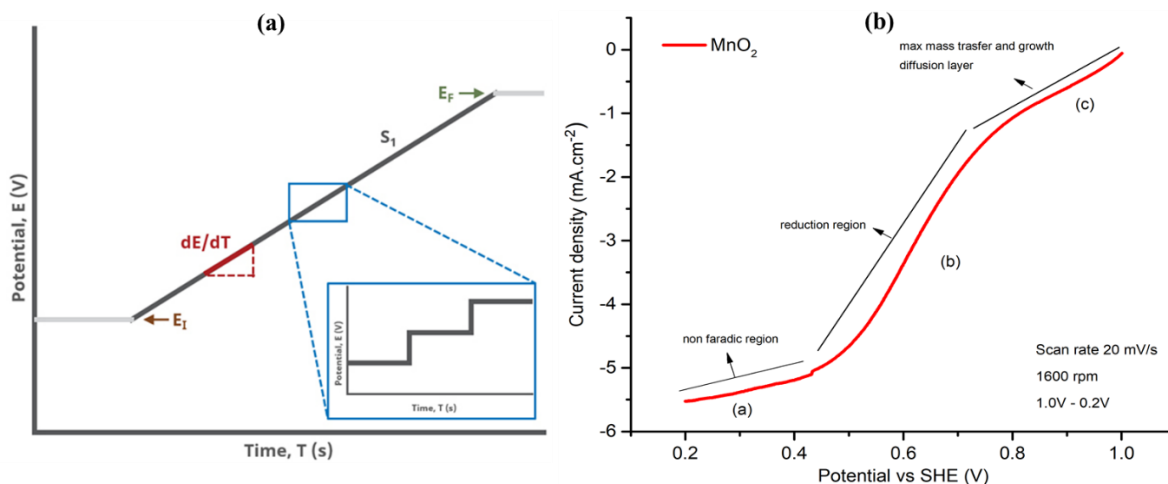 (a)
Potential, E (V)
E_F
S₁
dE/dT
E_I
Potential, E (V)
Time, T (s)
Time, T (s)
(b)
MnO₂
max mass trasfer and growth
diffusion layer
(c)
reduction region
(b)
non faradic region
(a)
Scan rate 20 mV/s
1600 rpm
1.0V - 0.2V
Current density (mA.cm⁻²)
0
-1
-2
-3
-4
-5
-6
0.2
0.4
0.6
0.8
1.0
Potential vs SHE (V)